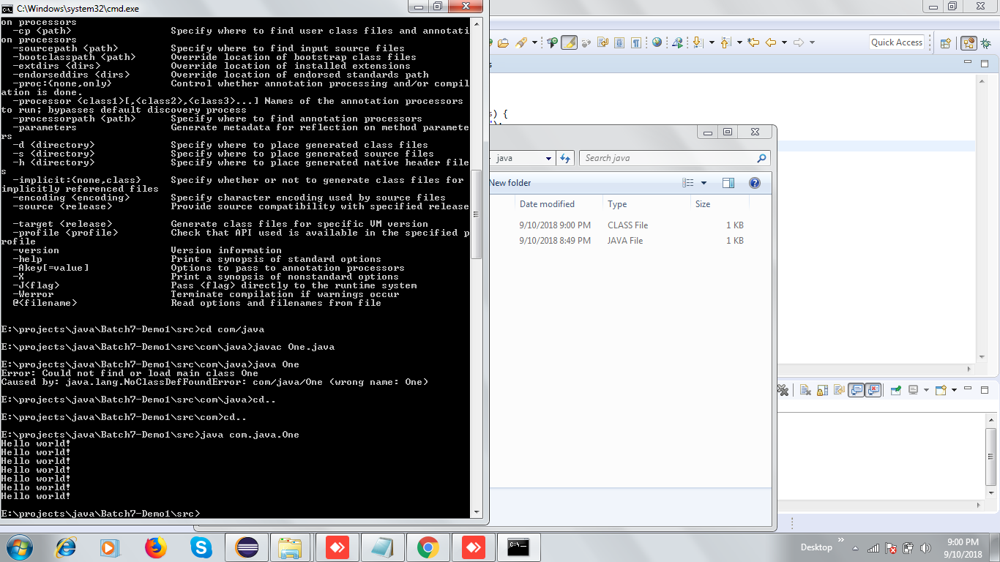 C:\Windows\system32\cmd.exe
on processors
-cp <path> Specify where to find user class files and annotati
on processors
-sourcepath <path> Specify where to find input source files
-bootclasspath <path> Override location of bootstrap class files
-extdirs <dirs> Override location of installed extensions
-endorseddirs <dirs> Override location of endorsed standards path
-proc:{none,only} Control whether annotation processing and/or compil
ation is done.
-processor <class1>[,<class2>,<class3>...] Names of the annotation processors
to run; bypasses default discovery process
-processorpath <path> Specify where to find annotation processors
-parameters Generate metadata for reflection on method paramete
rs
-d <directory> Specify where to place generated class files
-s <directory> Specify where to place generated source files
-h <directory> Specify where to place generated native header file
s
-implicit:{none,class} Specify whether or not to generate class files for
implicitly referenced files
-encoding <encoding> Specify character encoding used by source files
-source <release> Provide source compatibility with specified release
-target <release> Generate class files for specific VM version
-profile <profile> Check that API used is available in the specified p
rofile
-version Version information
-help Print a synopsis of standard options
-Akey[=value] Options to pass to annotation processors
-X Print a synopsis of nonstandard options
-J<flag> Pass <flag> directly to the runtime system
-Werror Terminate compilation if warnings occur
@<filename> Read options and filenames from file
E:\projects\java\Batch7-Demo1\src>cd com/java
E:\projects\java\Batch7-Demo1\src\com\java>javac One.java
E:\projects\java\Batch7-Demo1\src\com\java>java One
Error: Could not find or load main class One
Caused by: java.lang.NoClassDefFoundError: com/java/One (wrong name: One)
E:\projects\java\Batch7-Demo1\src\com\java>cd..
E:\projects\java\Batch7-Demo1\src\com>cd..
E:\projects\java\Batch7-Demo1\src>java com.java.One
Hello world!
Hello world!
Hello world!
Hello world!
Hello world!
Hello world!
Hello world!
E:\projects\java\Batch7-Demo1\src>
Quick Access
s) {
");
java
Search java
New folder
Date modified Type Size
9/10/2018 9:00 PM CLASS File 1 KB
9/10/2018 8:49 PM JAVA File 1 KB
Desktop
9:00 PM
9/10/2018